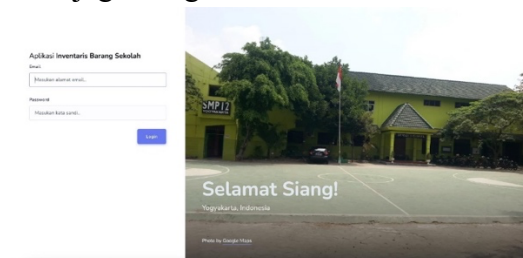 Aplikasi Inventaris Barang Sekolah
Email
Masukan alamat email..
Password
Masukan kata sandi..
Login
SMP 12
Selamat Siang!
Yogyakarta, Indonesia
Photo by Google Maps